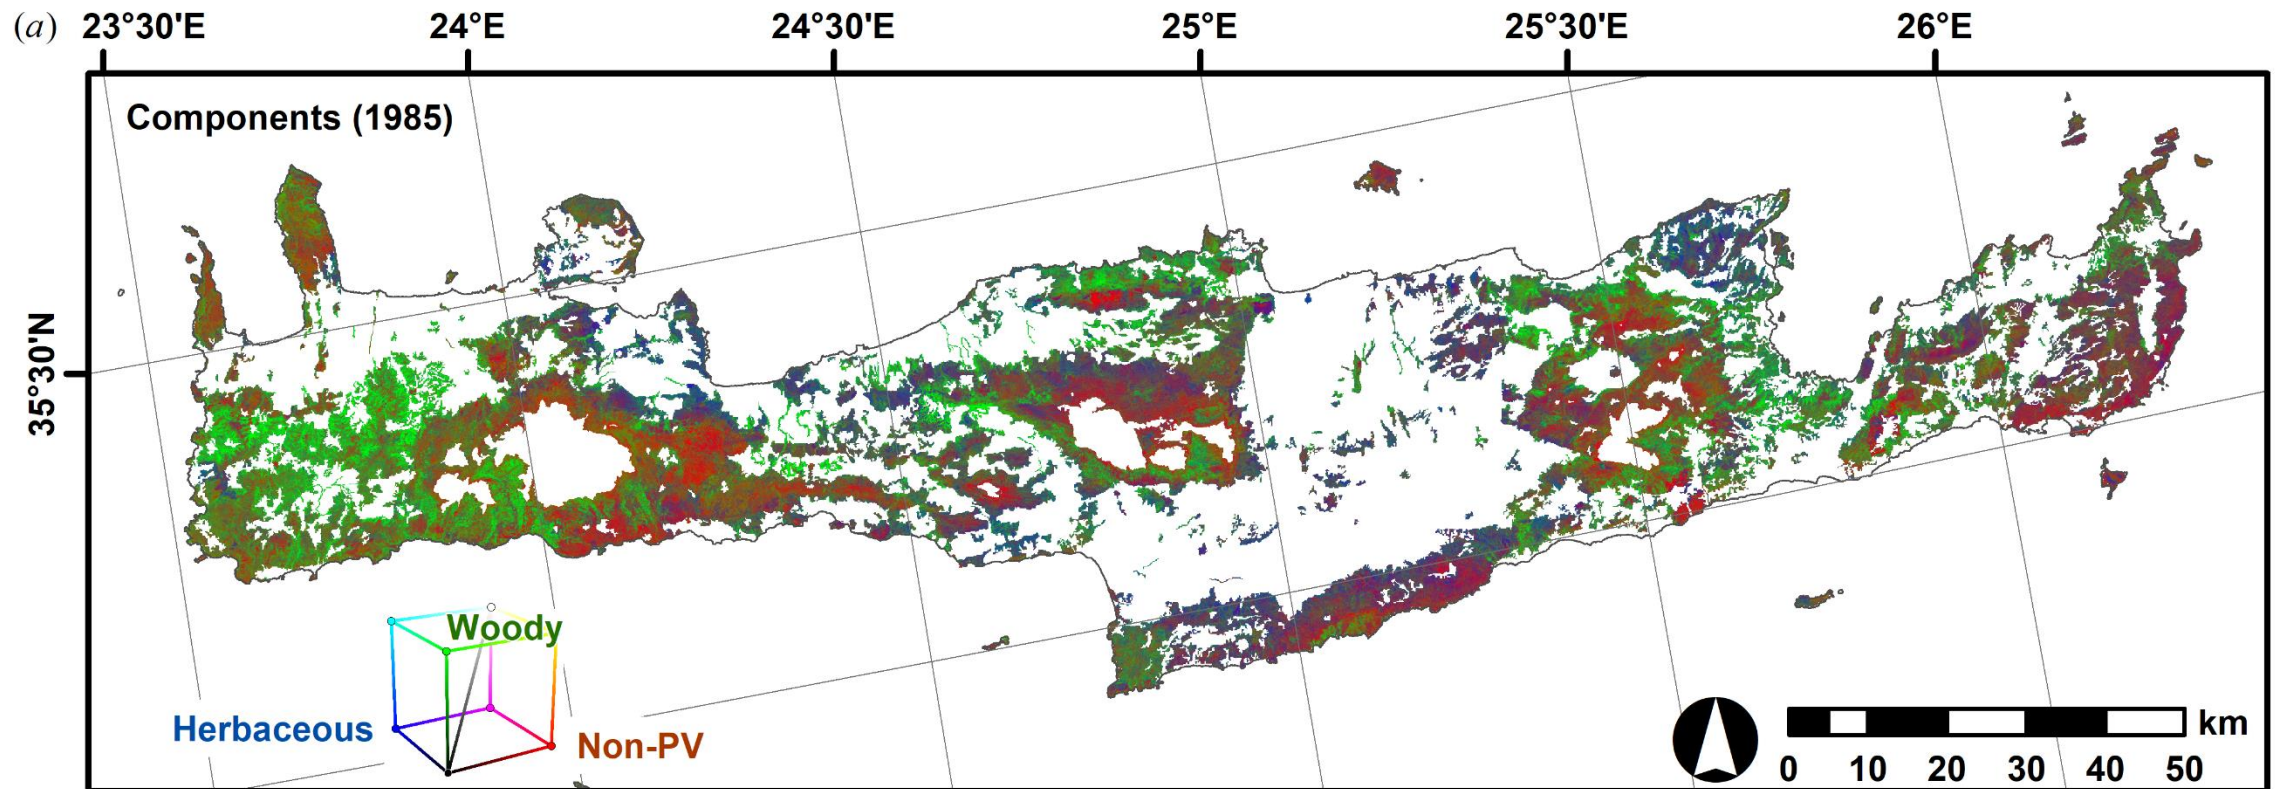 (a) 23°30'E 24°E 24°30'E 25°E 25°30'E 26°E
Components (1985)
35°30'N
Woody
Herbaceous
Non-PV
km
0 10 20 30 40 50